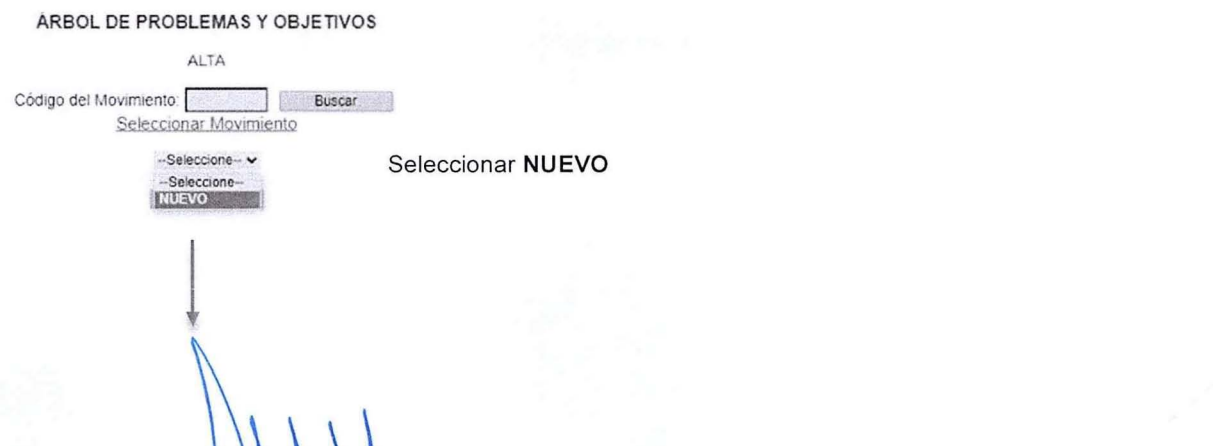 ÁRBOL DE PROBLEMAS Y OBJETIVOS
ALTA
Código del Movimiento: Buscar
Seleccionar Movimiento
--Seleccione-- Seleccionar NUEVO
--Seleccione--
NUEVO